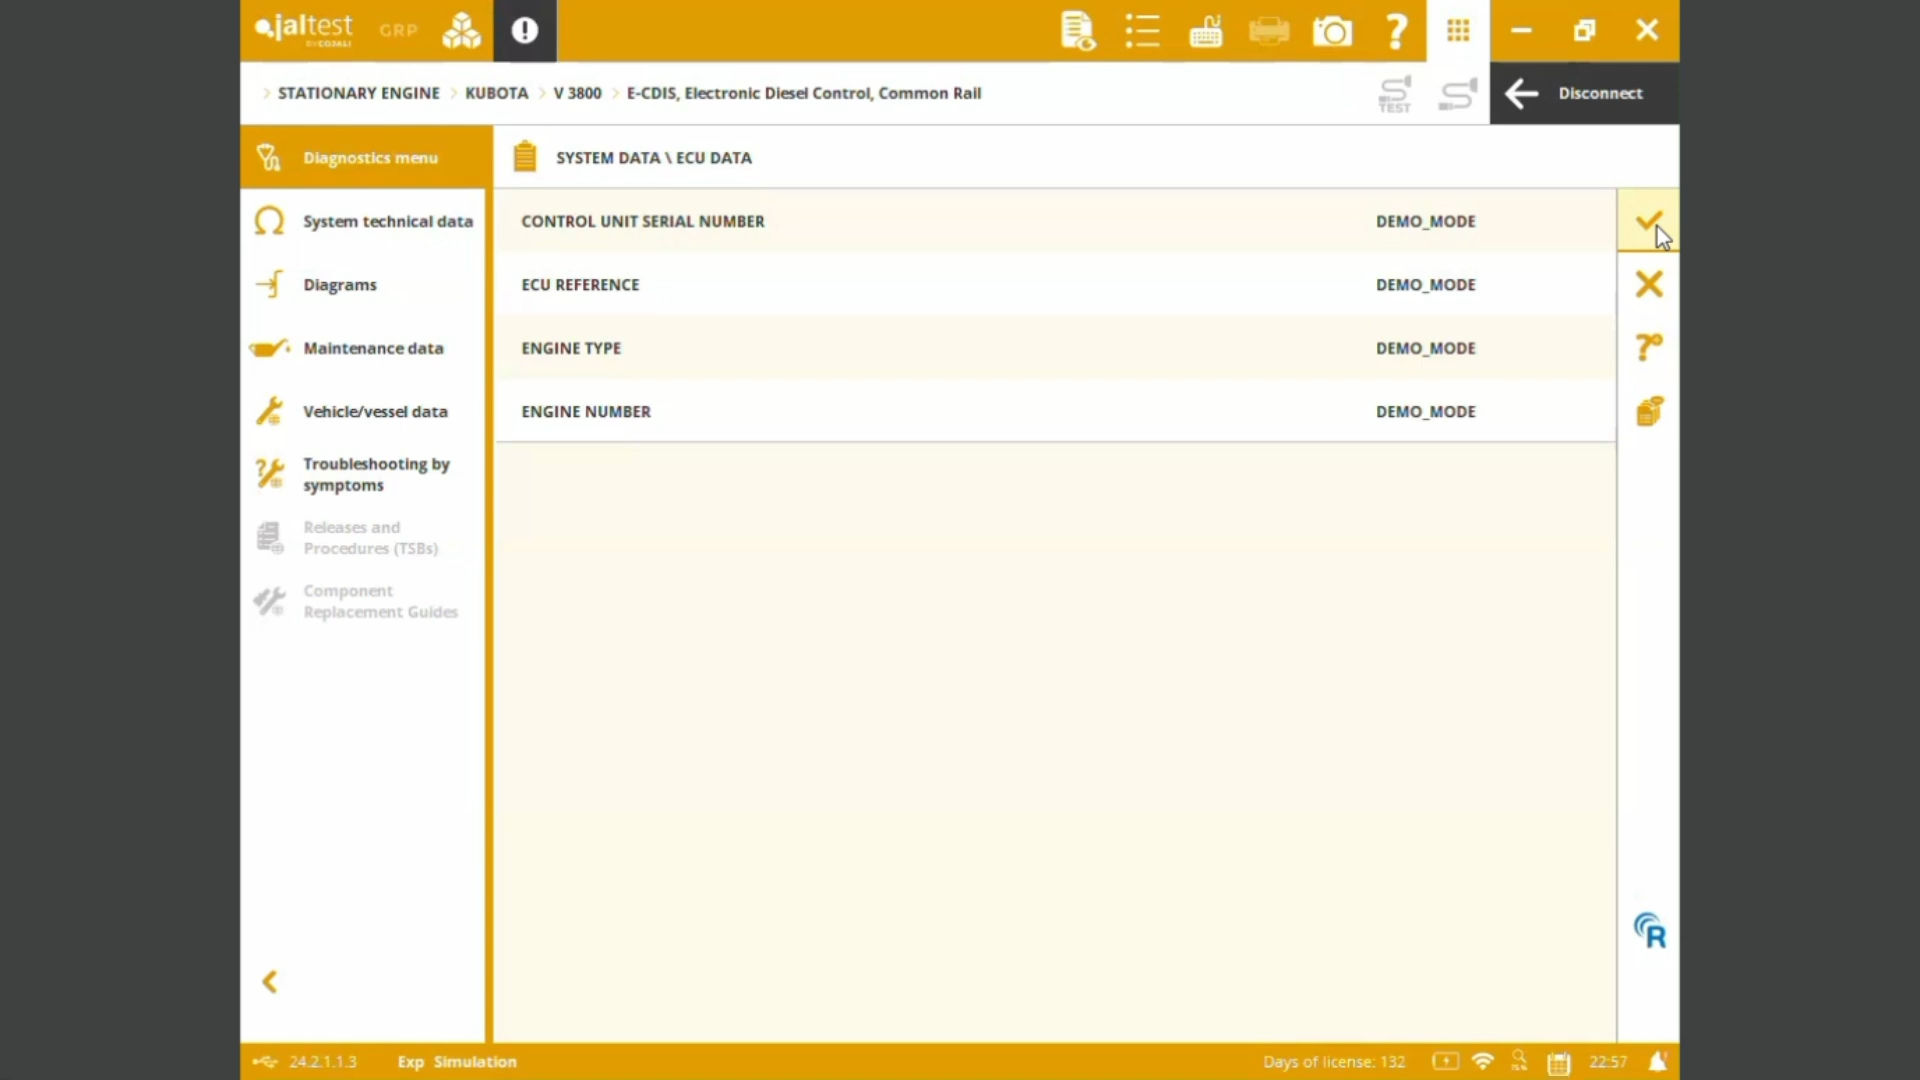 jaltest
BY COJALI
GRP
STATIONARY ENGINE > KUBOTA > V 3800 > E-CDIS, Electronic Diesel Control, Common Rail
TEST
Disconnect
Diagnostics menu
SYSTEM DATA \ ECU DATA
System technical data
CONTROL UNIT SERIAL NUMBER DEMO_MODE
Diagrams
ECU REFERENCE DEMO_MODE
Maintenance data
ENGINE TYPE DEMO_MODE
Vehicle/vessel data
ENGINE NUMBER DEMO_MODE
Troubleshooting by
symptoms
Releases and
Procedures (TSBs)
Component
Replacement Guides
R
24.2.1.1.3 Exp Simulation Days of license: 132 22:57